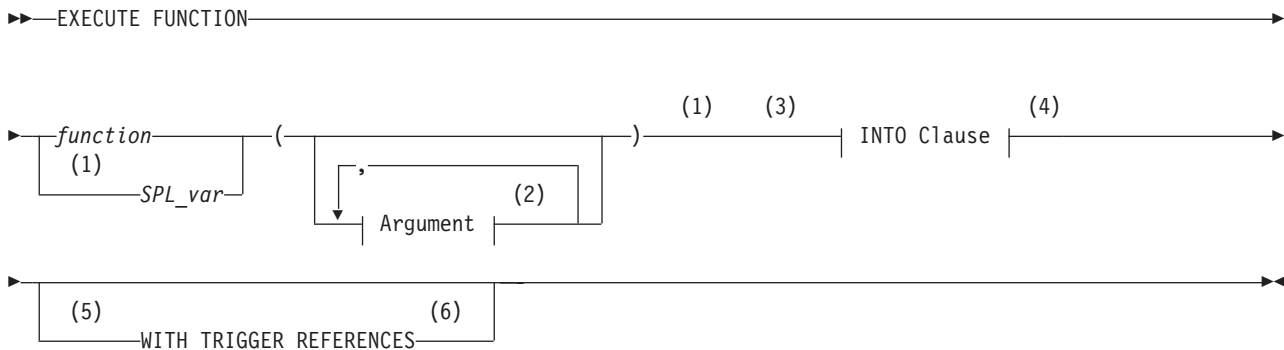 EXECUTE FUNCTION
(1) (3) (4)
function ( ) INTO Clause
(1) ,
SPL_var (2)
Argument
(5) (6)
WITH TRIGGER REFERENCES